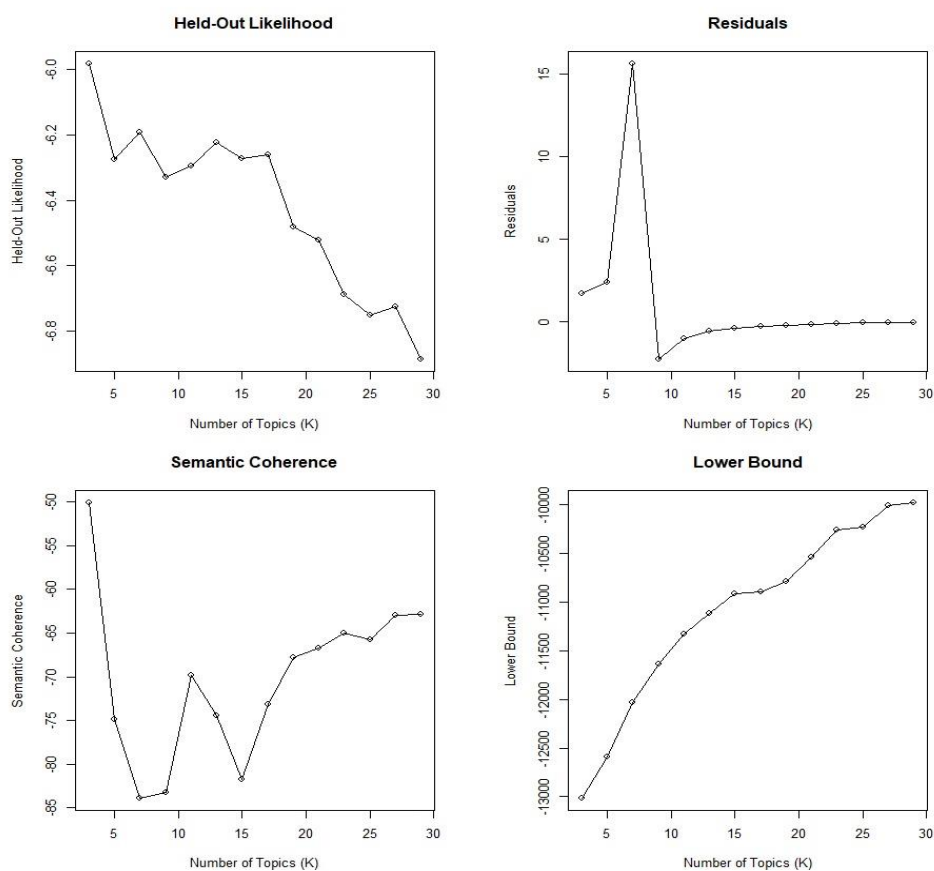 Held-Out Likelihood
Held-Out Likelihood
-6.0
-6.2
-6.4
-6.6
-6.8
5 10 15 20 25 30
Number of Topics (K)
Residuals
Residuals
15
10
5
0
5 10 15 20 25 30
Number of Topics (K)
Semantic Coherence
Semantic Coherence
-50
-55
-60
-65
-70
-75
-80
-85
5 10 15 20 25 30
Number of Topics (K)
Lower Bound
Lower Bound
-10000
-10500
-11000
-11500
-12000
-12500
-13000
5 10 15 20 25 30
Number of Topics (K)